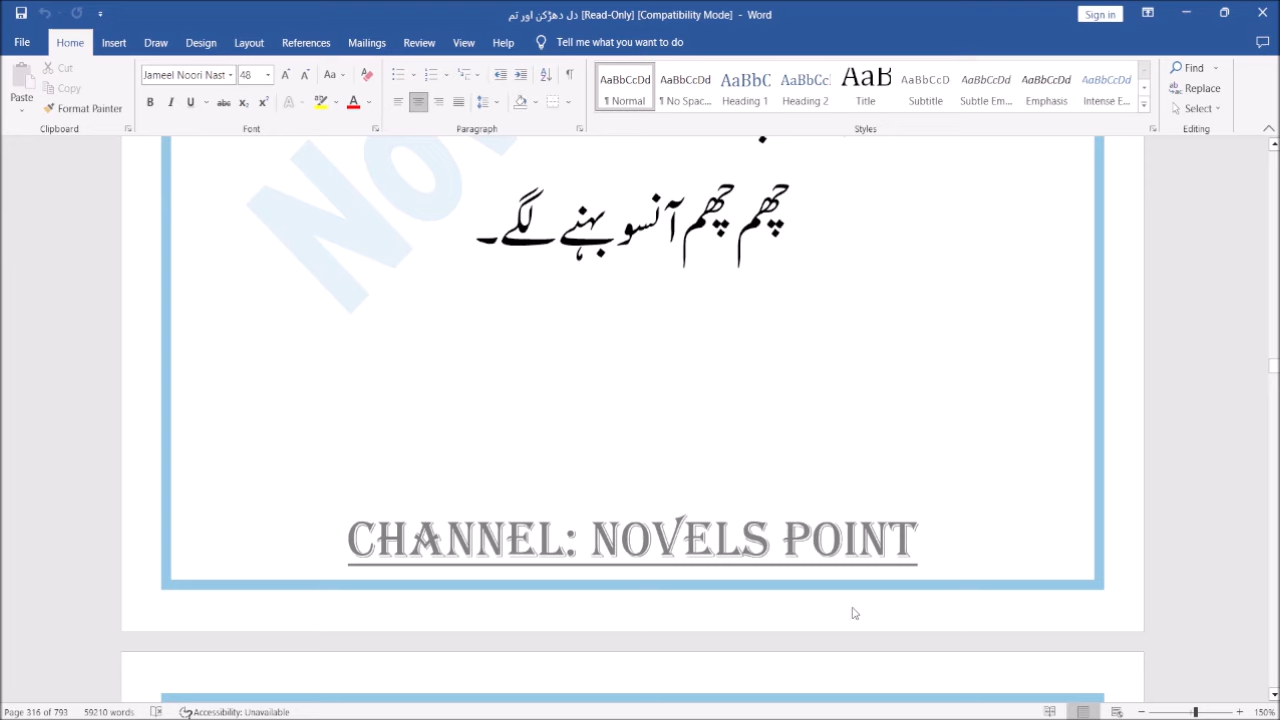 دل دھڑکن اور تم [Read-Only] [Compatibility Mode] - Word
Sign in
File Home Insert Draw Design Layout References Mailings Review View Help Tell me what you want to do
Paste
Cut
Copy
Format Painter
Clipboard
Jameel Noori Nast 48
Font
Paragraph
AaBbCcDd AaBbCcDd AaBbC AaBbCc AaB AaBbCcD AaBbCcDd AaBbCcDd AaBbCcDd
¶ Normal ¶ No Spac... Heading 1 Heading 2 Title Subtitle Subtle Em... Emphasis Intense E...
Styles
Find
Replace
Select
Editing
Nov
چھم چھم آنسو بہنے لگے۔
CHANNEL: NOVELS POINT
Page 316 of 793 59210 words Accessibility: Unavailable 150%